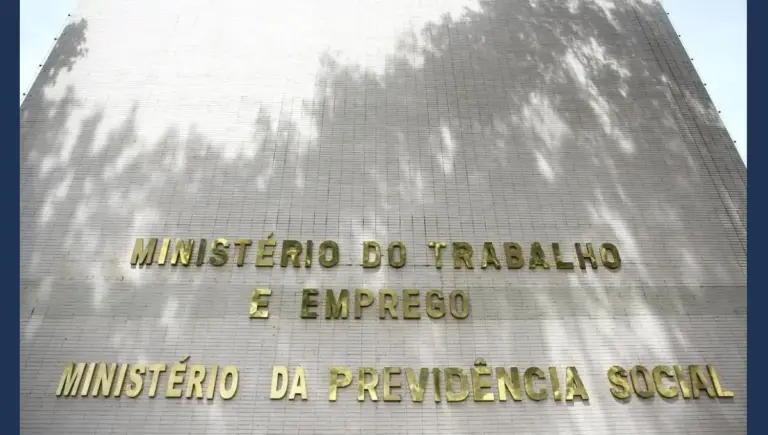 MINISTÉRIO DO TRABALHO
E EMPREGO
MINISTÉRIO DA PREVIDÊNCIA SOCIAL